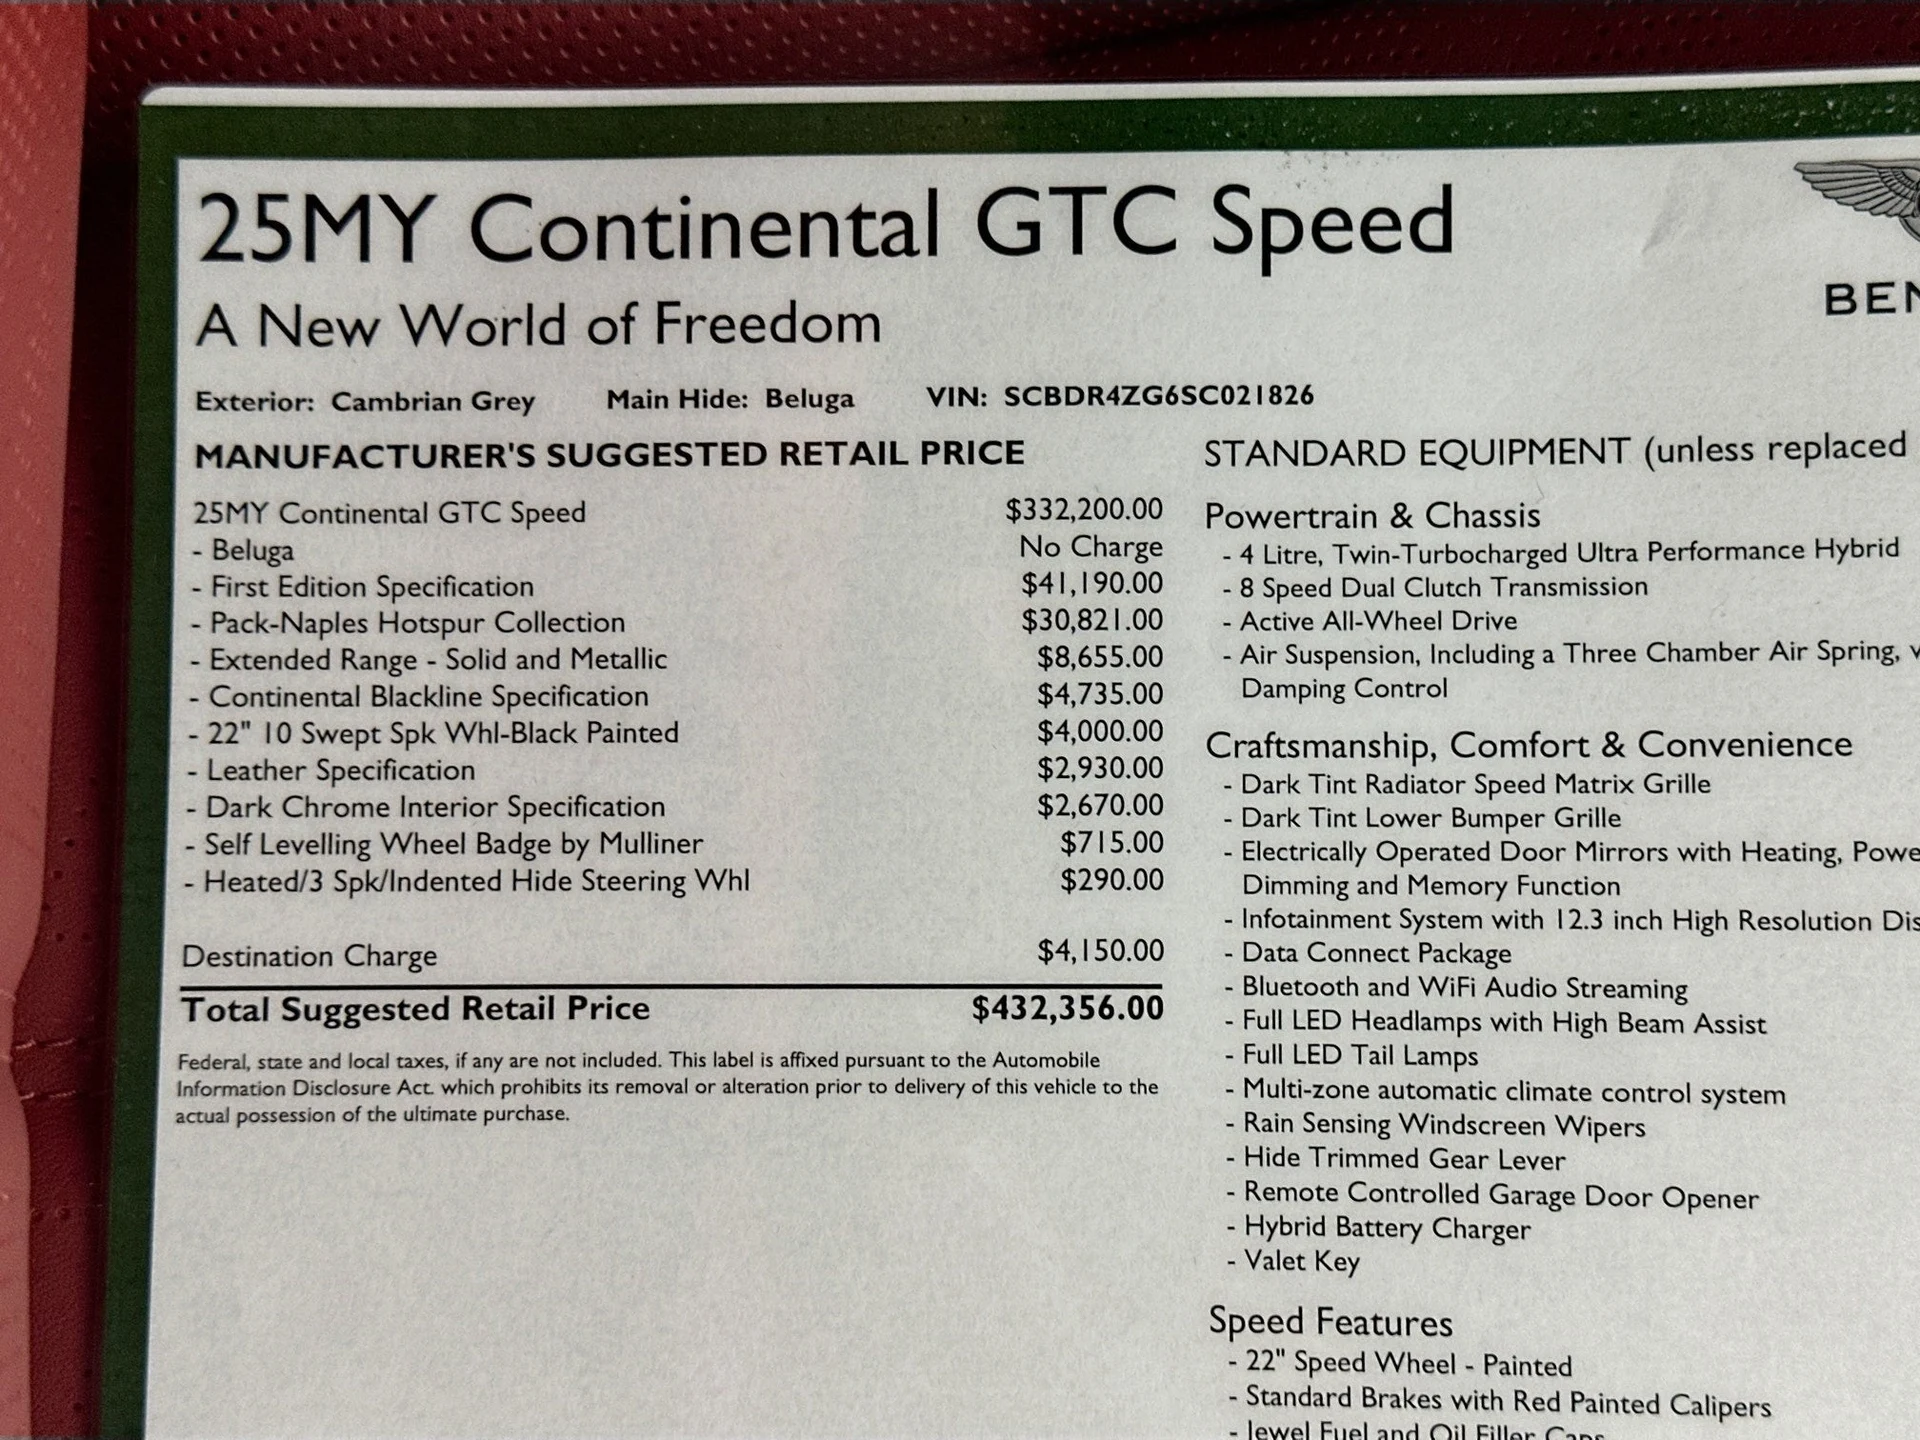 25MY Continental GTC Speed
A New World of Freedom
Exterior: Cambrian Grey Main Hide: Beluga VIN: SCBDR4ZG6SC021826
MANUFACTURER'S SUGGESTED RETAIL PRICE
25MY Continental GTC Speed $332,200.00
- Beluga No Charge
- First Edition Specification $41,190.00
- Pack-Naples Hotspur Collection $30,821.00
- Extended Range - Solid and Metallic $8,655.00
- Continental Blackline Specification $4,735.00
- 22" 10 Swept Spk Whl-Black Painted $4,000.00
- Leather Specification $2,930.00
- Dark Chrome Interior Specification $2,670.00
- Self Levelling Wheel Badge by Mulliner $715.00
- Heated/3 Spk/Indented Hide Steering Whl $290.00
Destination Charge $4,150.00
Total Suggested Retail Price $432,356.00
Federal, state and local taxes, if any are not included. This label is affixed pursuant to the Automobile
Information Disclosure Act. which prohibits its removal or alteration prior to delivery of this vehicle to the
actual possession of the ultimate purchase.
BEN
STANDARD EQUIPMENT (unless replaced
Powertrain & Chassis
- 4 Litre, Twin-Turbocharged Ultra Performance Hybrid
- 8 Speed Dual Clutch Transmission
- Active All-Wheel Drive
- Air Suspension, Including a Three Chamber Air Spring,
Damping Control
Craftsmanship, Comfort & Convenience
- Dark Tint Radiator Speed Matrix Grille
- Dark Tint Lower Bumper Grille
- Electrically Operated Door Mirrors with Heating, Powe
Dimming and Memory Function
- Infotainment System with 12.3 inch High Resolution Dis
- Data Connect Package
- Bluetooth and WiFi Audio Streaming
- Full LED Headlamps with High Beam Assist
- Full LED Tail Lamps
- Multi-zone automatic climate control system
- Rain Sensing Windscreen Wipers
- Hide Trimmed Gear Lever
- Remote Controlled Garage Door Opener
- Hybrid Battery Charger
- Valet Key
Speed Features
- 22" Speed Wheel - Painted
- Standard Brakes with Red Painted Calipers
- Jewel Fuel and Oil Filler Caps